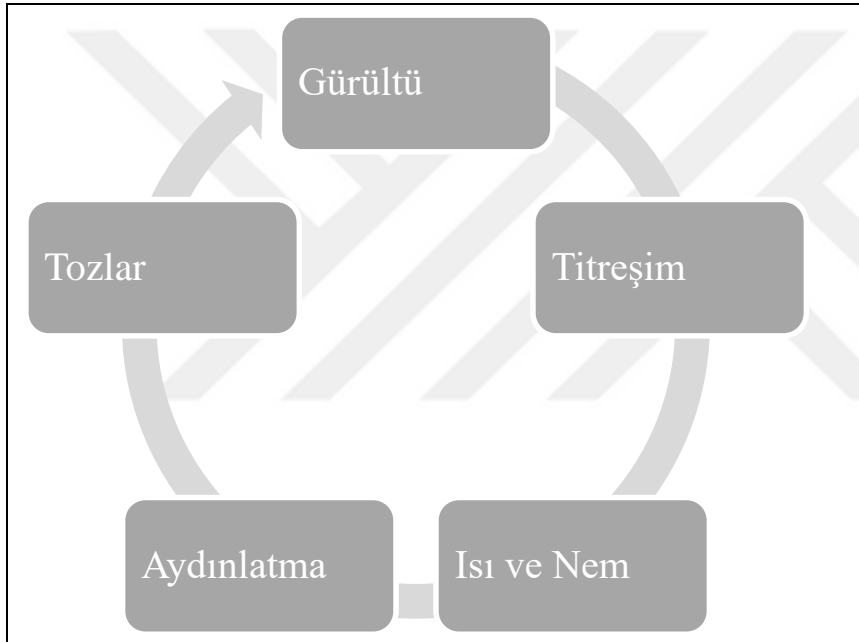 Gürültü
Titreşim
Isı ve Nem
Aydınlatma
Tozlar